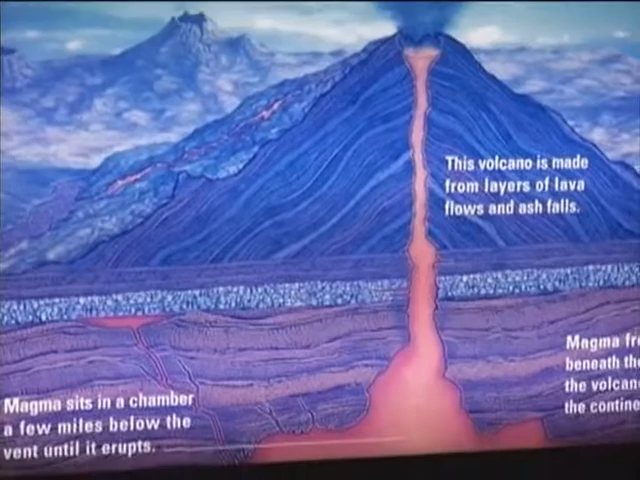 This volcano is made
from layers of lava
flows and ash falls.
Magma
beneath
the
the
Magma sits in a chamber
a few miles below the
vent until it erupts.